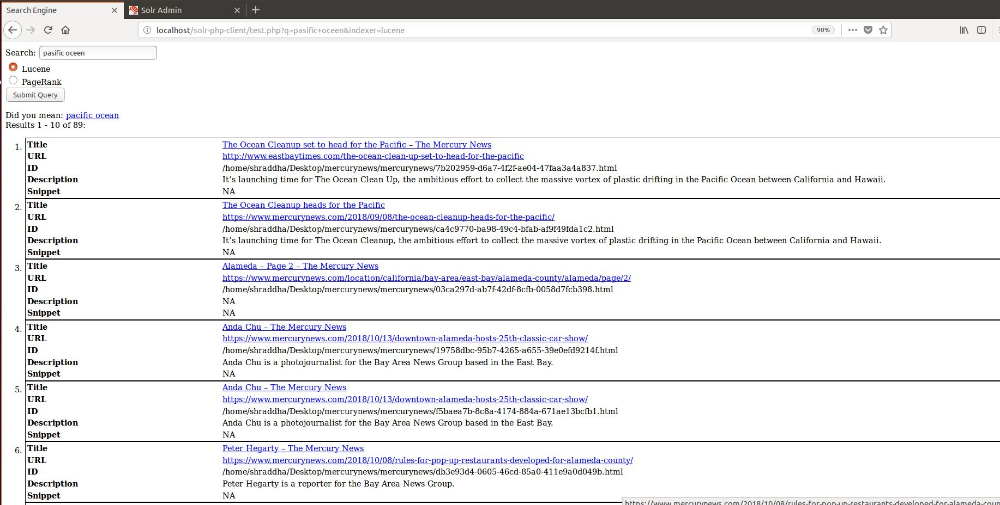 Search Engine
Solr Admin
localhost/solr-php-client/test.php?q=pasific+oceen&indexer=lucene
90%
Search: pasific oceen
Lucene
PageRank
Submit Query
Did you mean: pacific ocean
Results 1 - 10 of 89:
1. Title The Ocean Cleanup set to head for the Pacific – The Mercury News
URL http://www.eastbaytimes.com/the-ocean-clean-up-set-to-head-for-the-pacific
ID /home/shraddha/Desktop/mercurynews/mercurynews/7b202959-d6a7-4f2f-ae04-47faa3a4a837.html
Description It’s launching time for The Ocean Clean Up, the ambitious effort to collect the massive vortex of plastic drifting in the Pacific Ocean between California and Hawaii.
Snippet NA
2. Title The Ocean Cleanup heads for the Pacific
URL https://www.mercurynews.com/2018/09/08/the-ocean-cleanup-heads-for-the-pacific/
ID /home/shraddha/Desktop/mercurynews/mercurynews/ca4c9770-ba98-49c4-bfab-af9f49fda1c2.html
Description It’s launching time for The Ocean Cleanup, the ambitious effort to collect the massive vortex of plastic drifting in the Pacific Ocean between California and Hawaii.
Snippet NA
3. Title Alameda – Page 2 – The Mercury News
URL https://www.mercurynews.com/location/california/bay-area/east-bay/alameda-county/alameda/page/2/
ID /home/shraddha/Desktop/mercurynews/mercurynews/03ca297d-ab7f-42df-8cfb-0058d7fcb398.html
Description NA
Snippet NA
4. Title Anda Chu – The Mercury News
URL https://www.mercurynews.com/2018/10/13/downtown-alameda-hosts-25th-classic-car-show/
ID /home/shraddha/Desktop/mercurynews/mercurynews/19758dbc-95b7-4265-a655-39e0efd9214f.html
Description Anda Chu is a photojournalist for the Bay Area News Group based in the East Bay.
Snippet NA
5. Title Anda Chu – The Mercury News
URL https://www.mercurynews.com/2018/10/13/downtown-alameda-hosts-25th-classic-car-show/
ID /home/shraddha/Desktop/mercurynews/mercurynews/f5baea7b-8c8a-4174-884a-671ae13bcfb1.html
Description Anda Chu is a photojournalist for the Bay Area News Group based in the East Bay.
Snippet NA
6. Title Peter Hegarty – The Mercury News
URL https://www.mercurynews.com/2018/10/08/rules-for-pop-up-restaurants-developed-for-alameda-county/
ID /home/shraddha/Desktop/mercurynews/mercurynews/db3e93d4-0605-46cd-85a0-411e9a0d049b.html
Description Peter Hegarty is a reporter for the Bay Area News Group.
Snippet NA
https://www.mercurynews.com/2018/10/08/rules-for-pop-up-restaurants-developed-for-alameda-coun